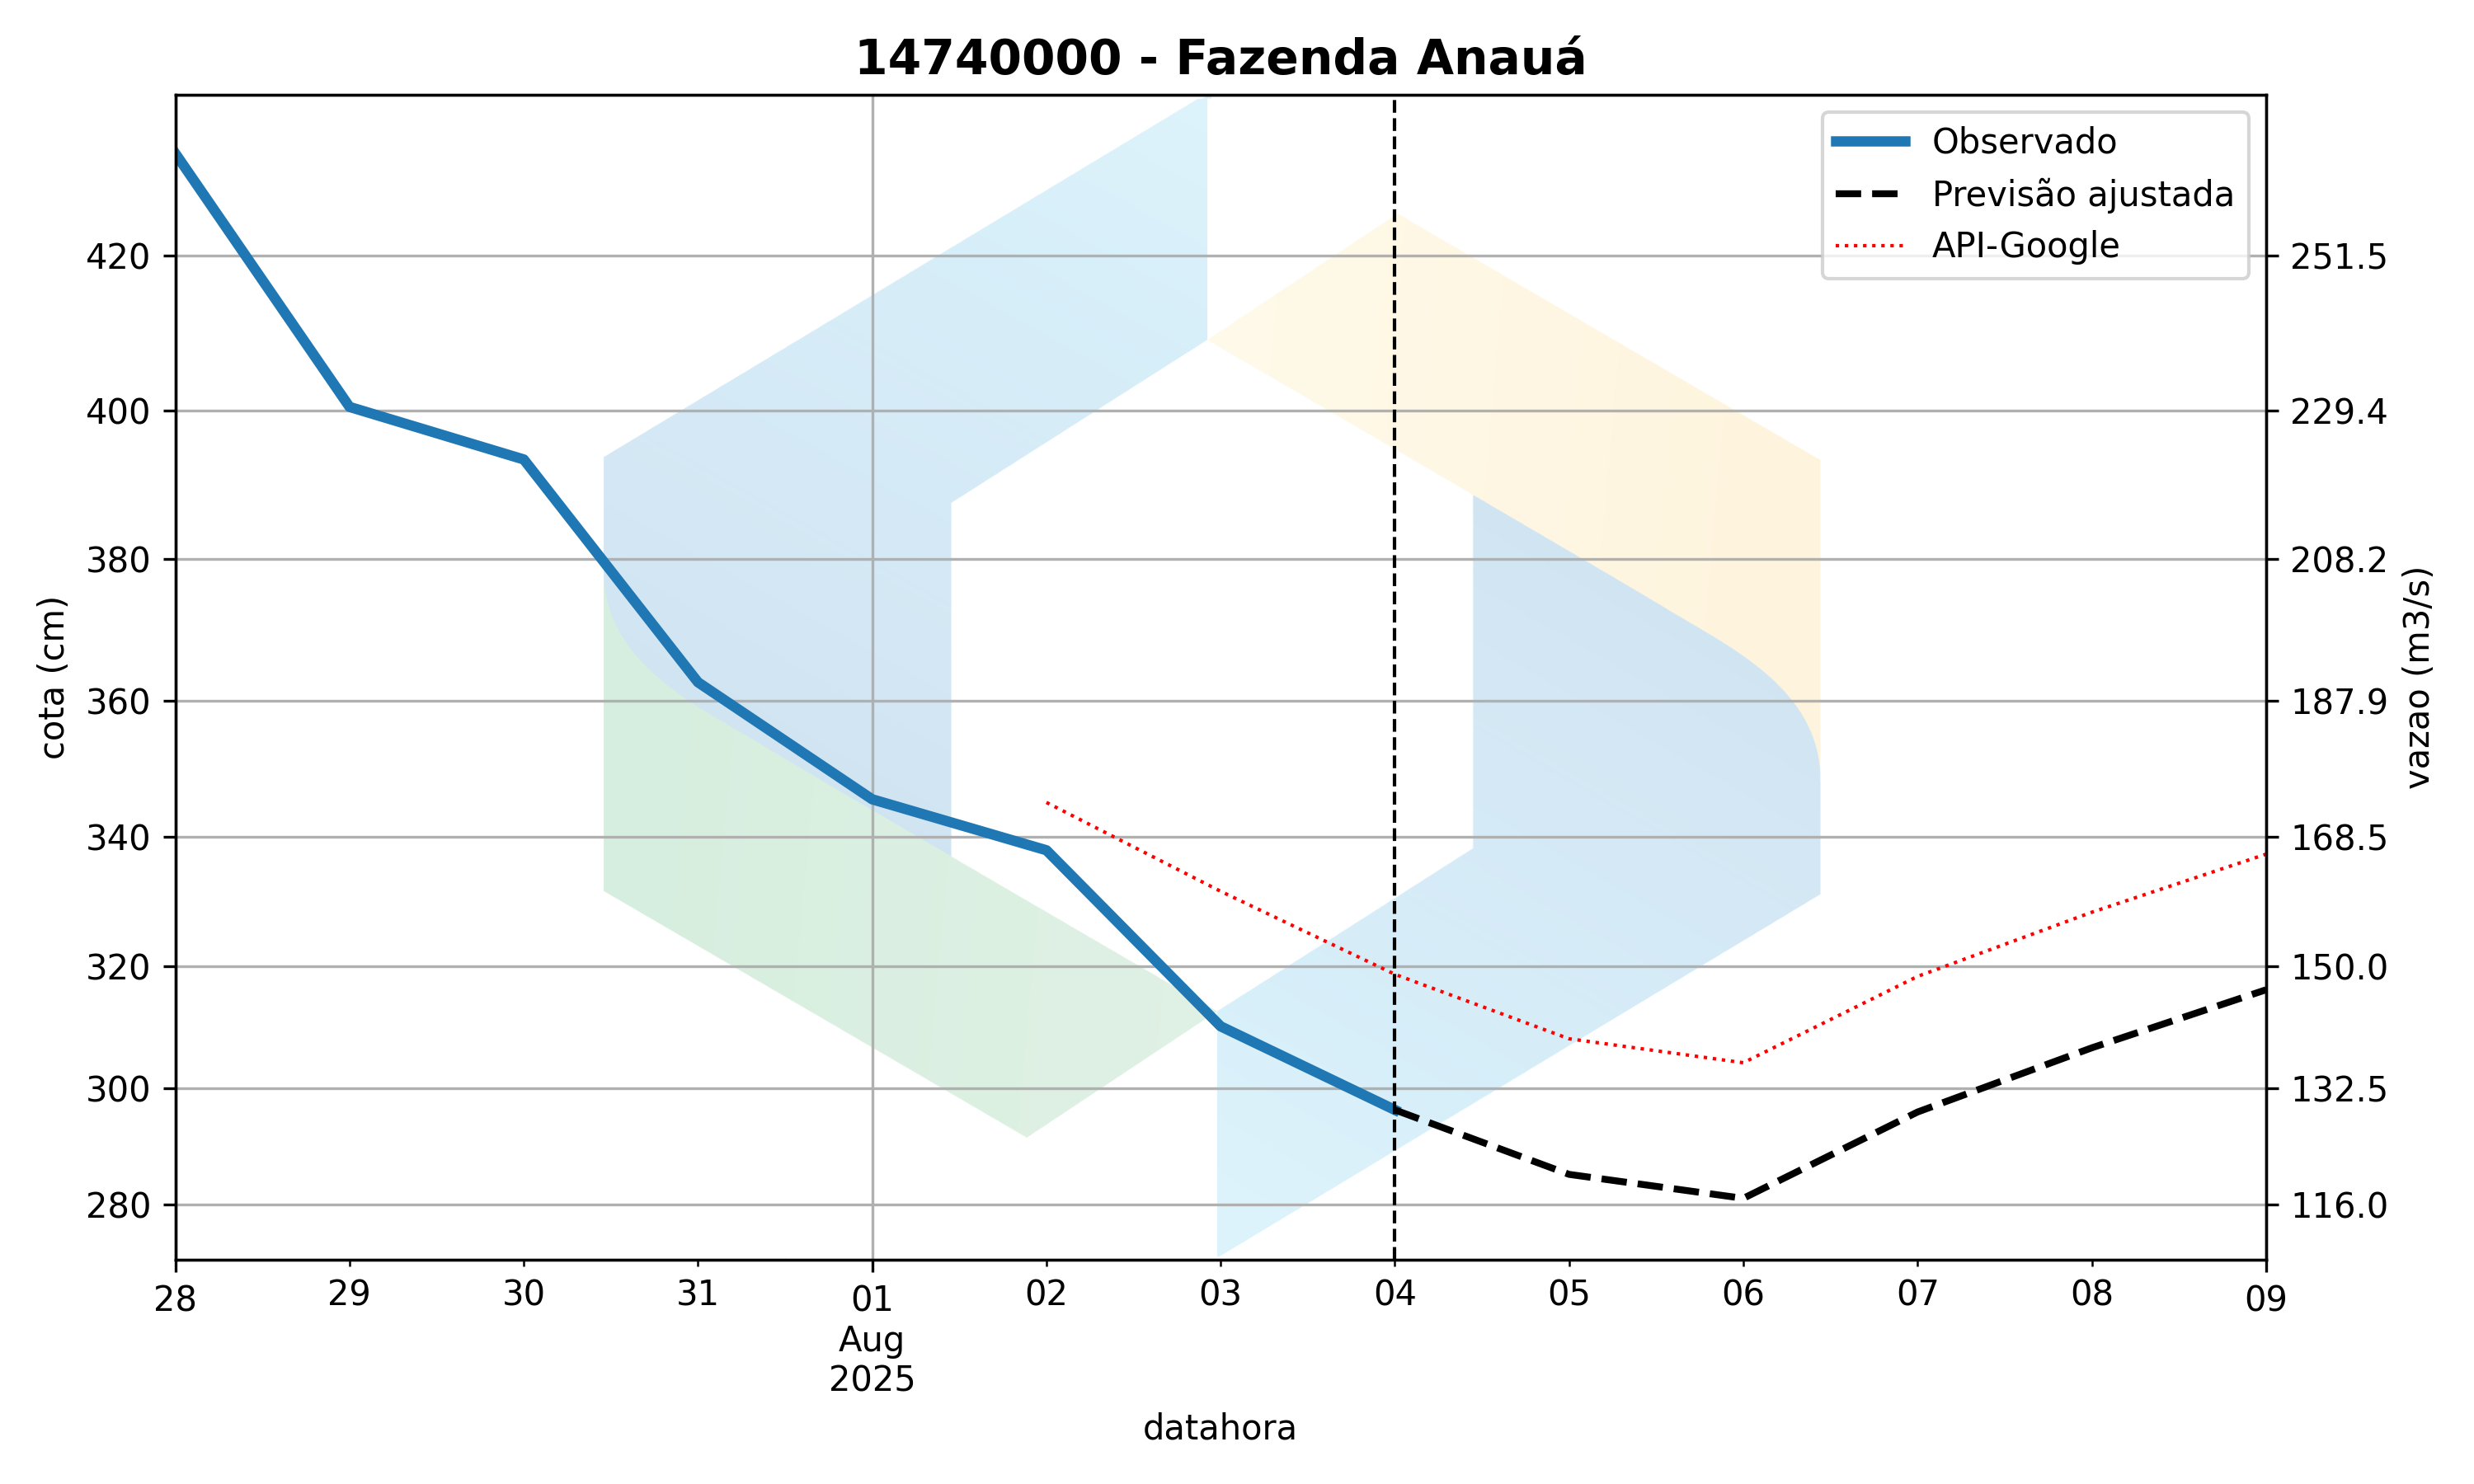 14740000 - Fazenda Anauá
Observado
Previsão ajustada
API-Google
420
400
380
360
340
320
300
280
cota (cm)
251.5
229.4
208.2
187.9
168.5
150.0
132.5
116.0
vazao (m3/s)
28 29 30 31 01 02 03 04 05 06 07 08 09
Aug
2025
datahora